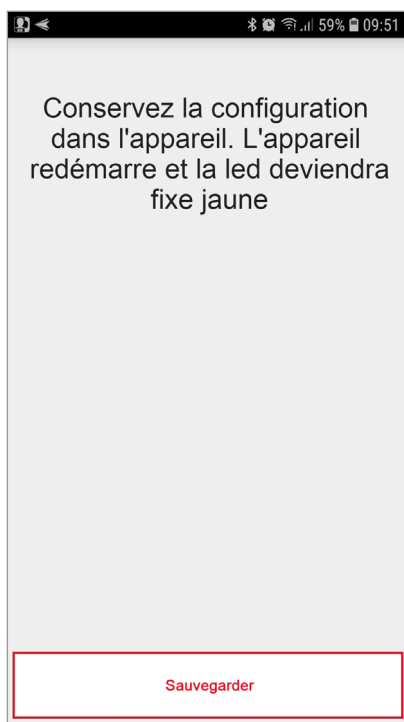 59% 09:51
Conservez la configuration
dans l'appareil. L'appareil
redémarre et la led deviendra
fixe jaune
Sauvegarder